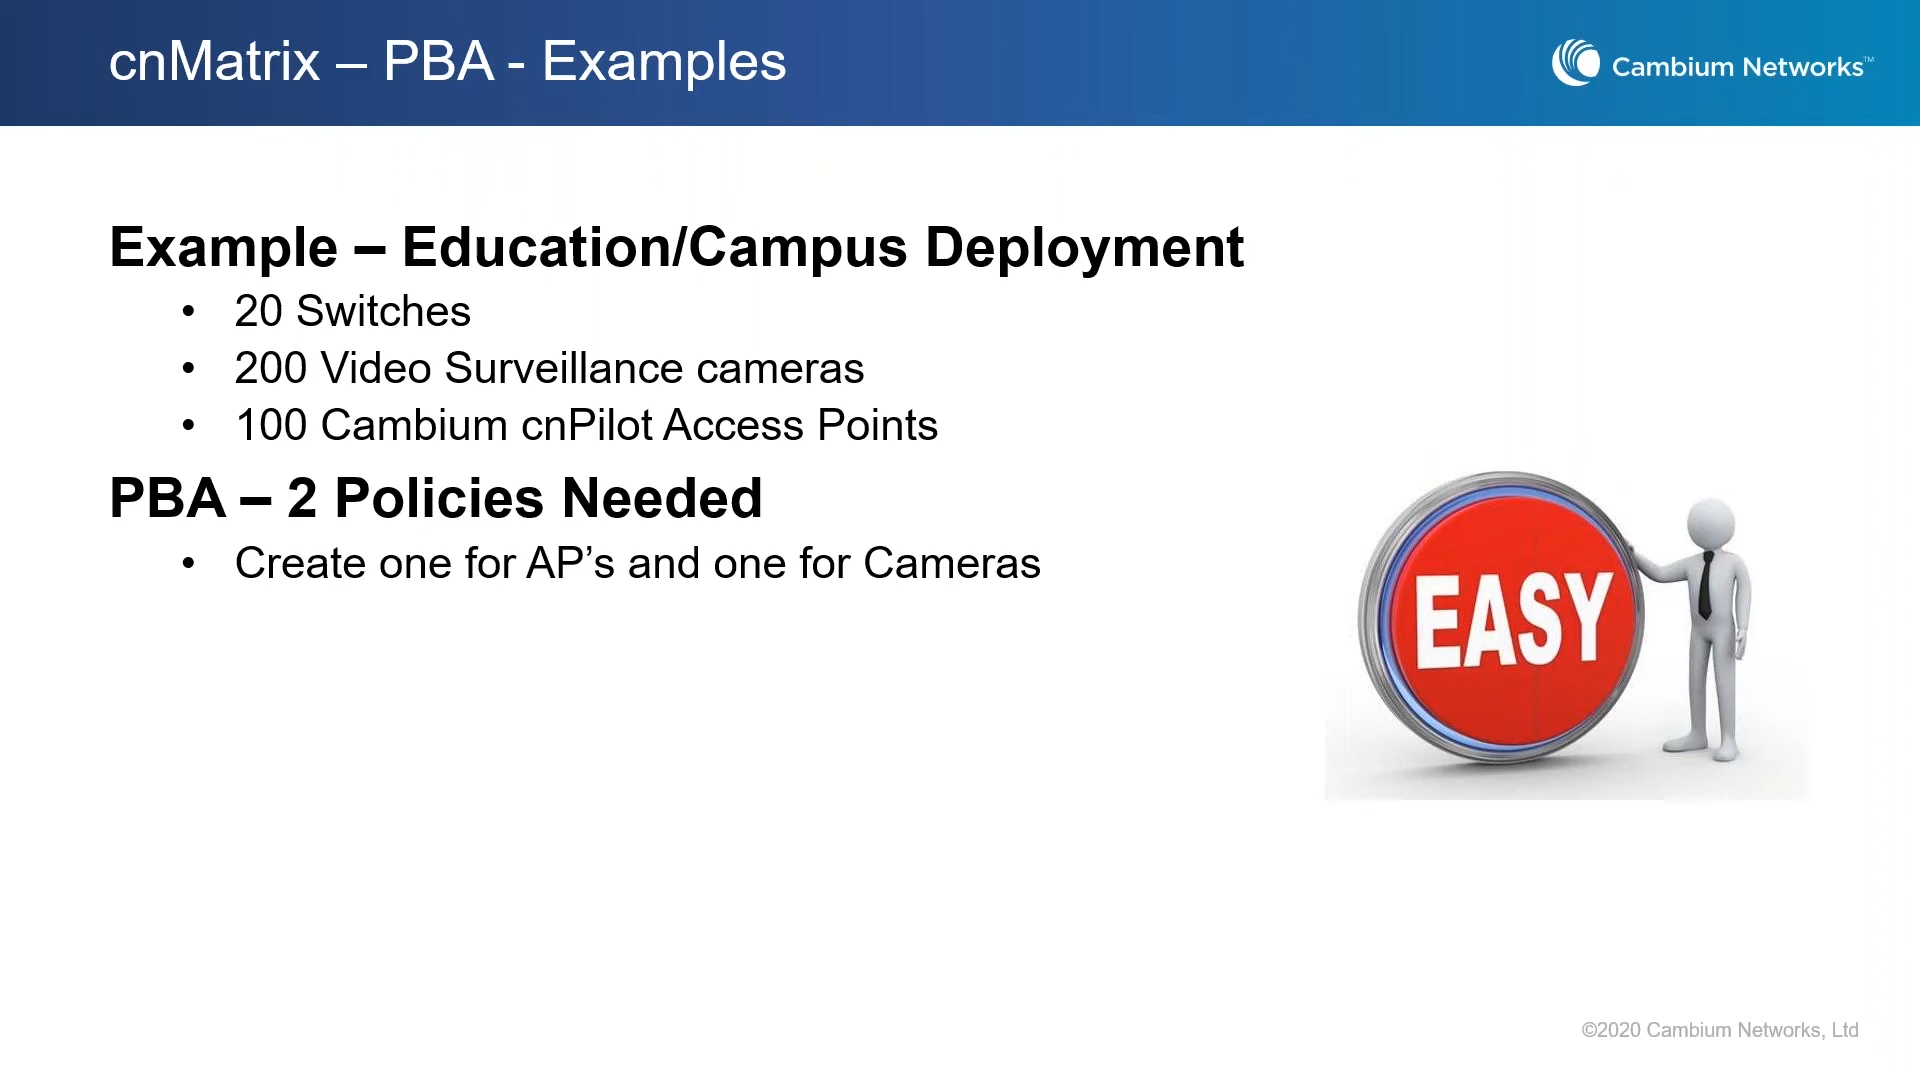 cnMatrix – PBA - Examples
Cambium Networks™
Example – Education/Campus Deployment
• 20 Switches
• 200 Video Surveillance cameras
• 100 Cambium cnPilot Access Points
PBA – 2 Policies Needed
• Create one for AP’s and one for Cameras
EASY
©2020 Cambium Networks, Ltd